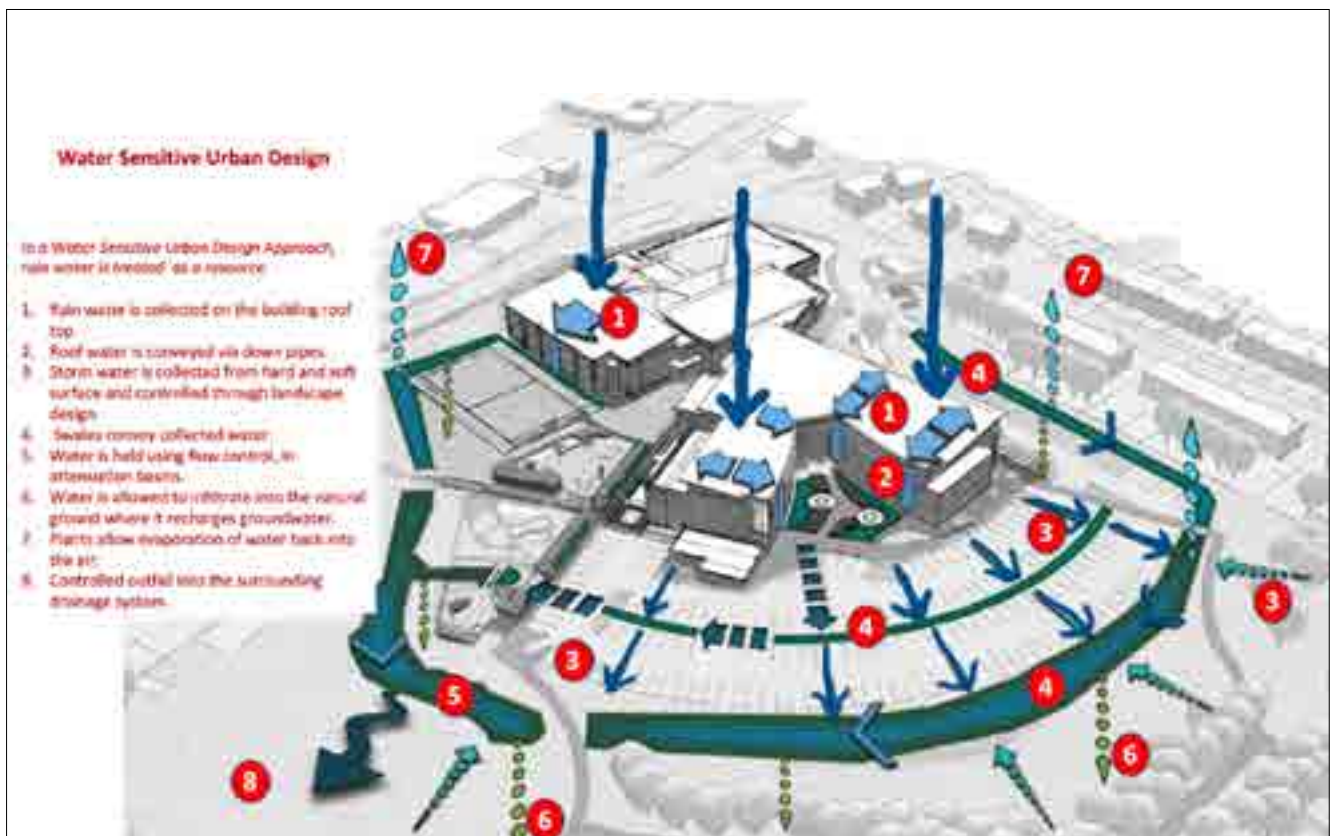 Water Sensitive Urban Design
In a Water Sensitive Urban Design Approach,
rain water is treated' as a resource
1. Rain water is collected on the building roof
top
2. Roof water is conveyed via down pipes
3 Storm water is collected from hard and soft
surface and controlled through landscape
design
4. Swales convey collected water
5. Water is held using flow control, in
attenuation basins.
6. Water is allowed to infiltrate into the natural
ground where it recharges groundwater.
7. Plants allow evaporation of water back into
the air.
8. Controlled outfall into the surrounding
drainage system.
7
7
1
4
1
2
3
3
4
3
4
5
6
8
6